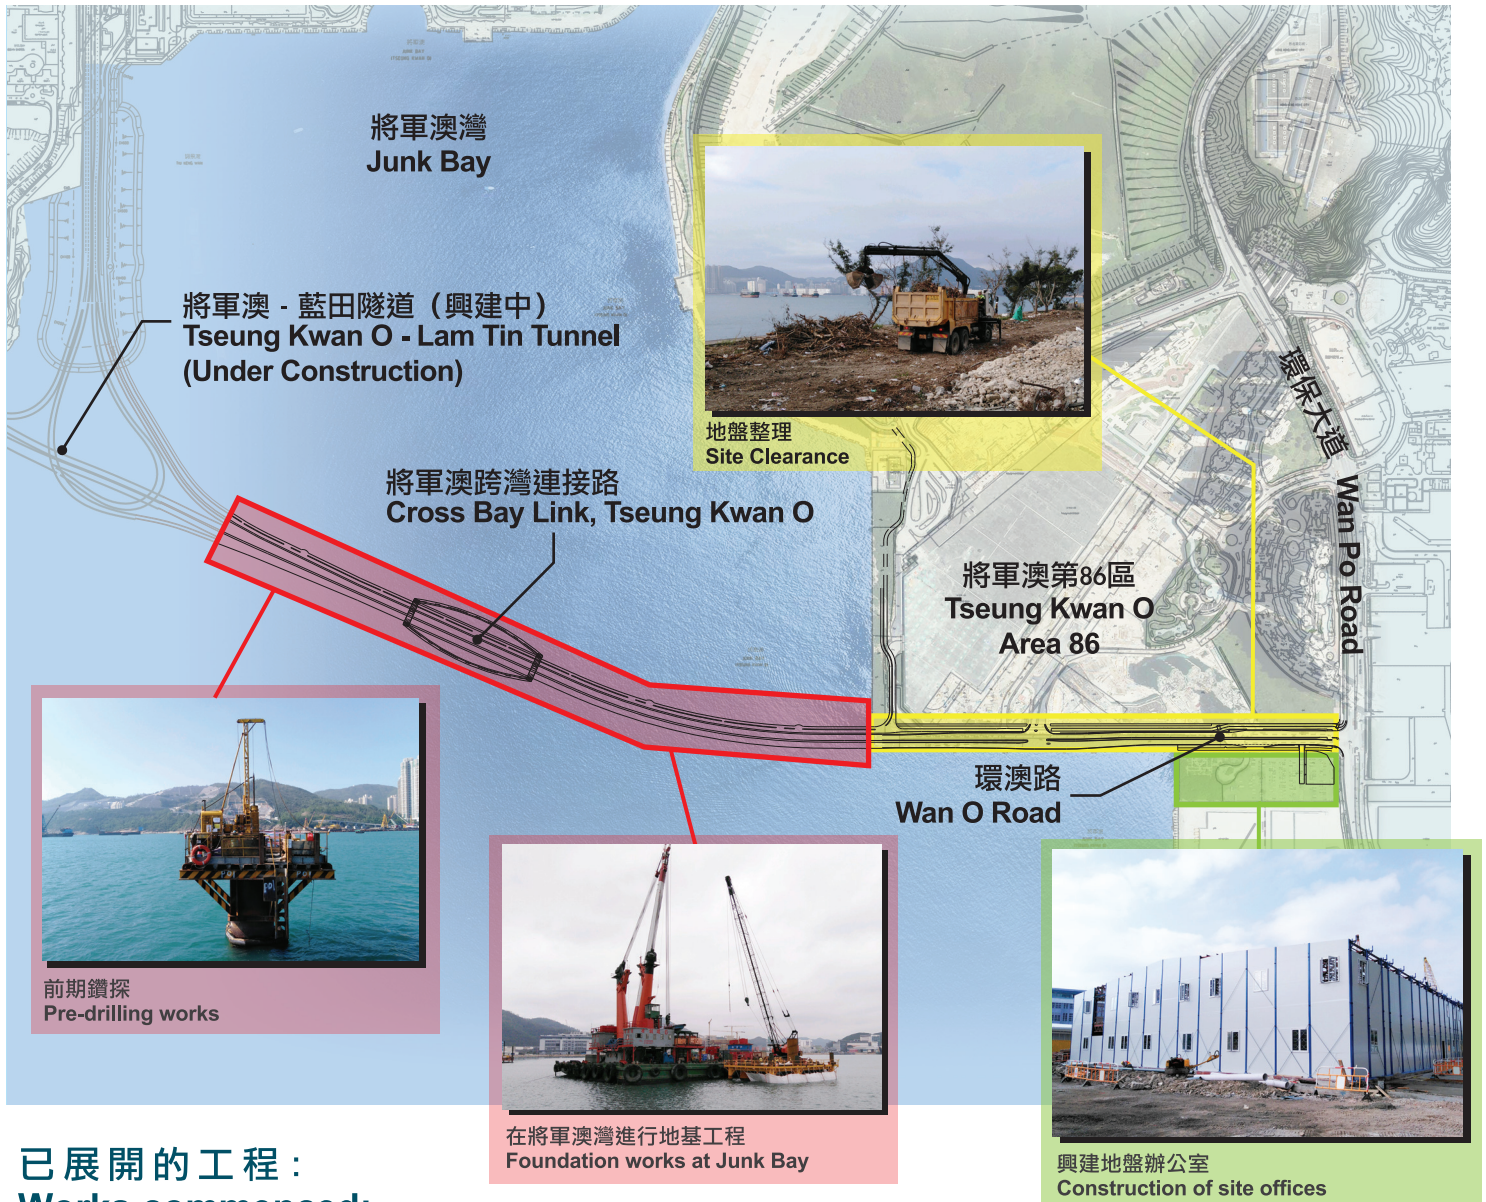 將軍澳灣
Junk Bay
將軍澳 - 藍田隧道（興建中）
Tseung Kwan O - Lam Tin Tunnel
(Under Construction)
地盤整理
Site Clearance
環保大道
Wan Po Road
將軍澳跨灣連接路
Cross Bay Link, Tseung Kwan O
將軍澳第86區
Tseung Kwan O
Area 86
環澳路
Wan O Road
前期鑽探
Pre-drilling works
在將軍澳灣進行地基工程
Foundation works at Junk Bay
興建地盤辦公室
Construction of site offices
已展開的工程：
Works commenced: